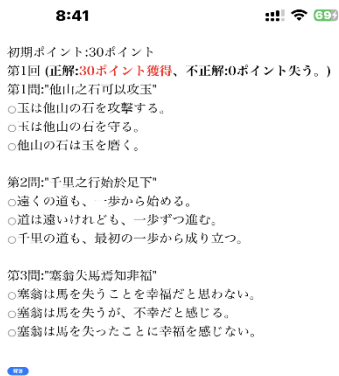 8:41
69
初期ポイント:30ポイント
第1回 (正解:30ポイント獲得、不正解:0ポイント失う。)
第1問:"他山之石可以攻玉"
○玉は他山の石を攻撃する。
○玉は他山の石を守る。
○他山の石は玉を磨く。
第2問:"千里之行始於足下"
○遠くの道も、一歩から始める。
○道は遠いけれども、一歩ずつ進む。
○千里の道も、最初の一歩から成り立つ。
第3問:"塞翁失馬焉知非福"
○塞翁は馬を失うことを幸福だと思わない。
○塞翁は馬を失うが、不幸だと感じる。
○塞翁は馬を失ったことに幸福を感じない。